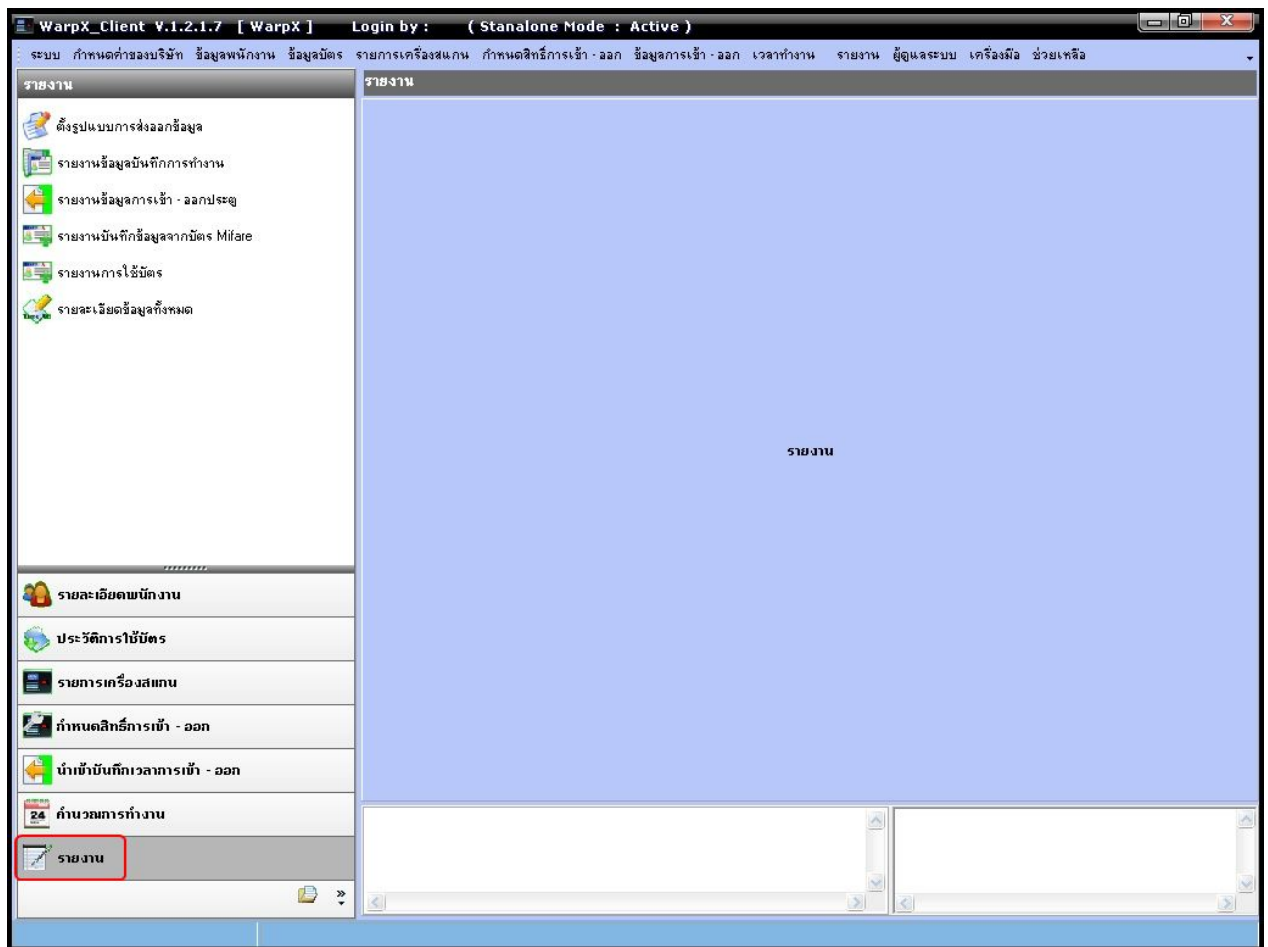 WarpX_Client V.1.2.1.7 [ WarpX ] Login by : ( Stanalone Mode : Active )
ระบบ กำหนดค่าของบริษัท ข้อมูลพนักงาน ข้อมูลบัตร รายการเครื่องสแกน กำหนดสิทธิ์การเข้า - ออก ข้อมูลการเข้า - ออก เวลาทำงาน รายงาน ผู้ดูแลระบบ เครื่องมือ ช่วยเหลือ
รายงาน
รายงาน
ตั้งรูปแบบการส่งออกข้อมูล
รายงานข้อมูลบันทึกการทำงาน
รายงานข้อมูลการเข้า - ออกประตู
รายงานบันทึกข้อมูลจากบัตร Mifare
รายงานการใช้บัตร
รายละเอียดข้อมูลทั้งหมด
รายงาน
รายละเอียดพนักงาน
ประวัติการใช้บัตร
รายการเครื่องสแกน
กำหนดสิทธิ์การเข้า - ออก
นำเข้าบันทึกเวลาการเข้า - ออก
24
คำนวณการทำงาน
รายงาน